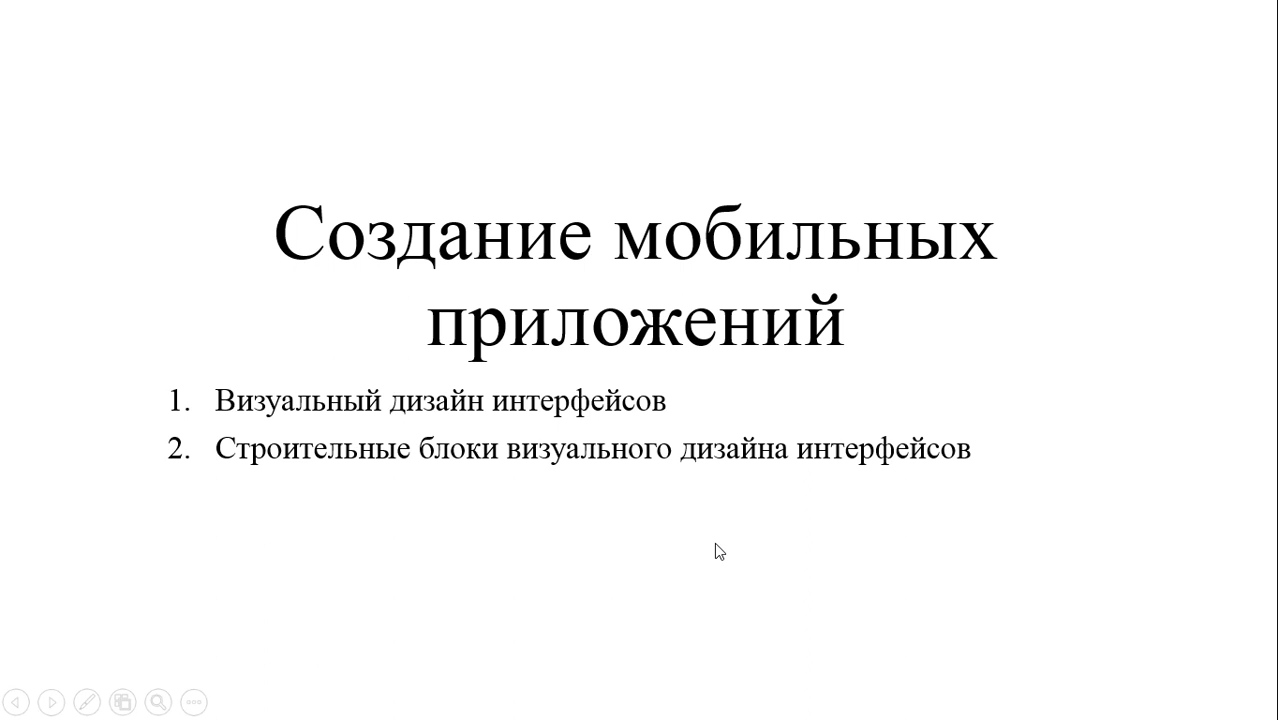 Создание мобильных
приложений
1. Визуальный дизайн интерфейсов
2. Строительные блоки визуального дизайна интерфейсов